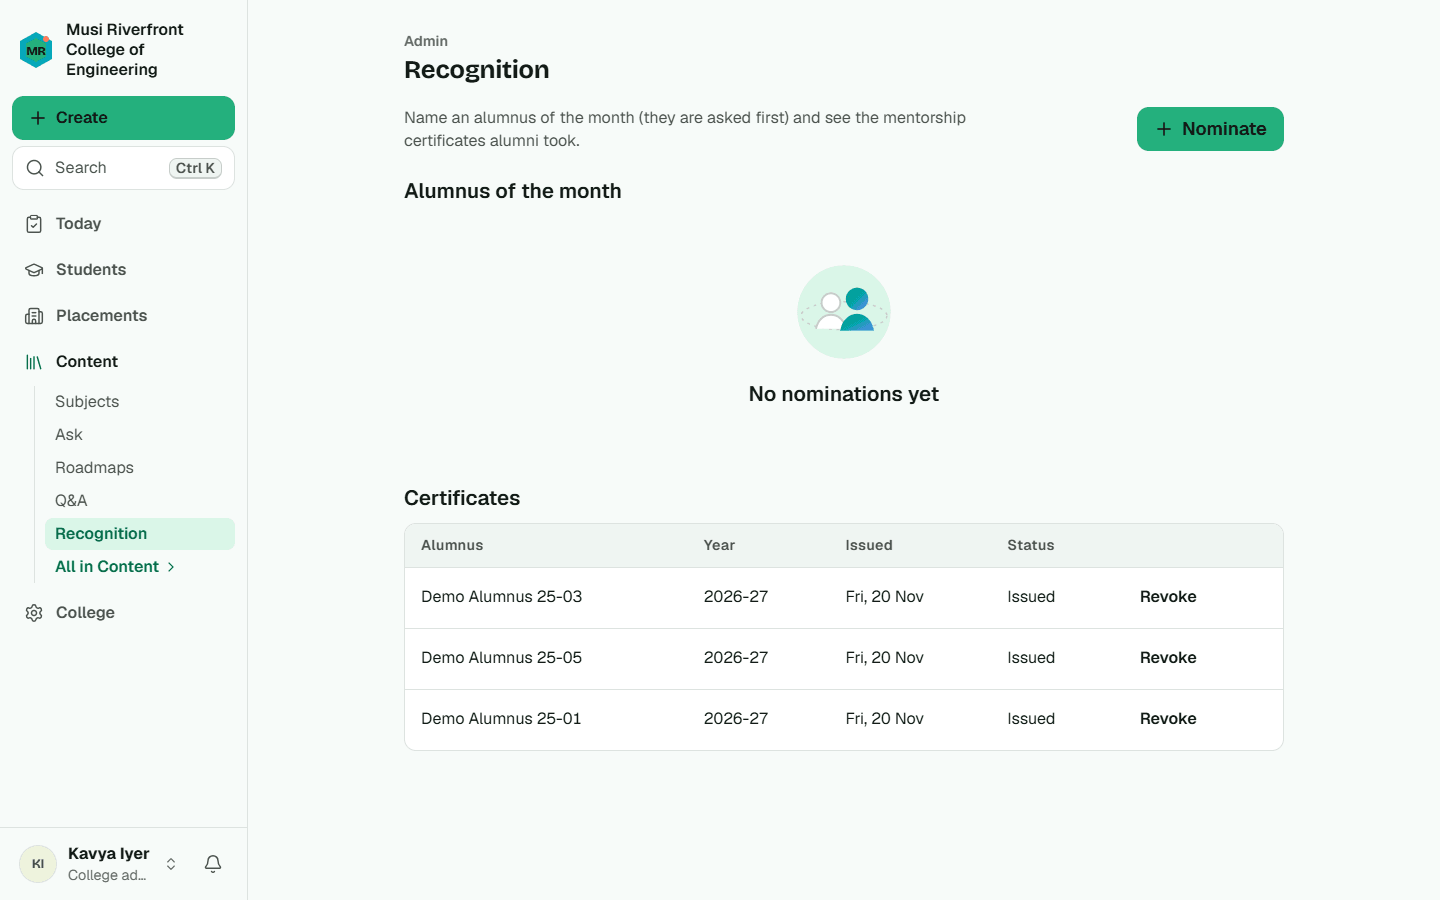 MR
Musi Riverfront
College of
Engineering
Create
Search
Ctrl K
Today
Students
Placements
Content
Subjects
Ask
Roadmaps
Q&A
Recognition
All in Content
College
KI
Kavya Iyer
College ad...
Admin
Recognition
Name an alumnus of the month (they are asked first) and see the mentorship
certificates alumni took.
Nominate
Alumnus of the month
No nominations yet
Certificates
Alumnus Year Issued Status
Demo Alumnus 25-03 2026-27 Fri, 20 Nov Issued Revoke
Demo Alumnus 25-05 2026-27 Fri, 20 Nov Issued Revoke
Demo Alumnus 25-01 2026-27 Fri, 20 Nov Issued Revoke